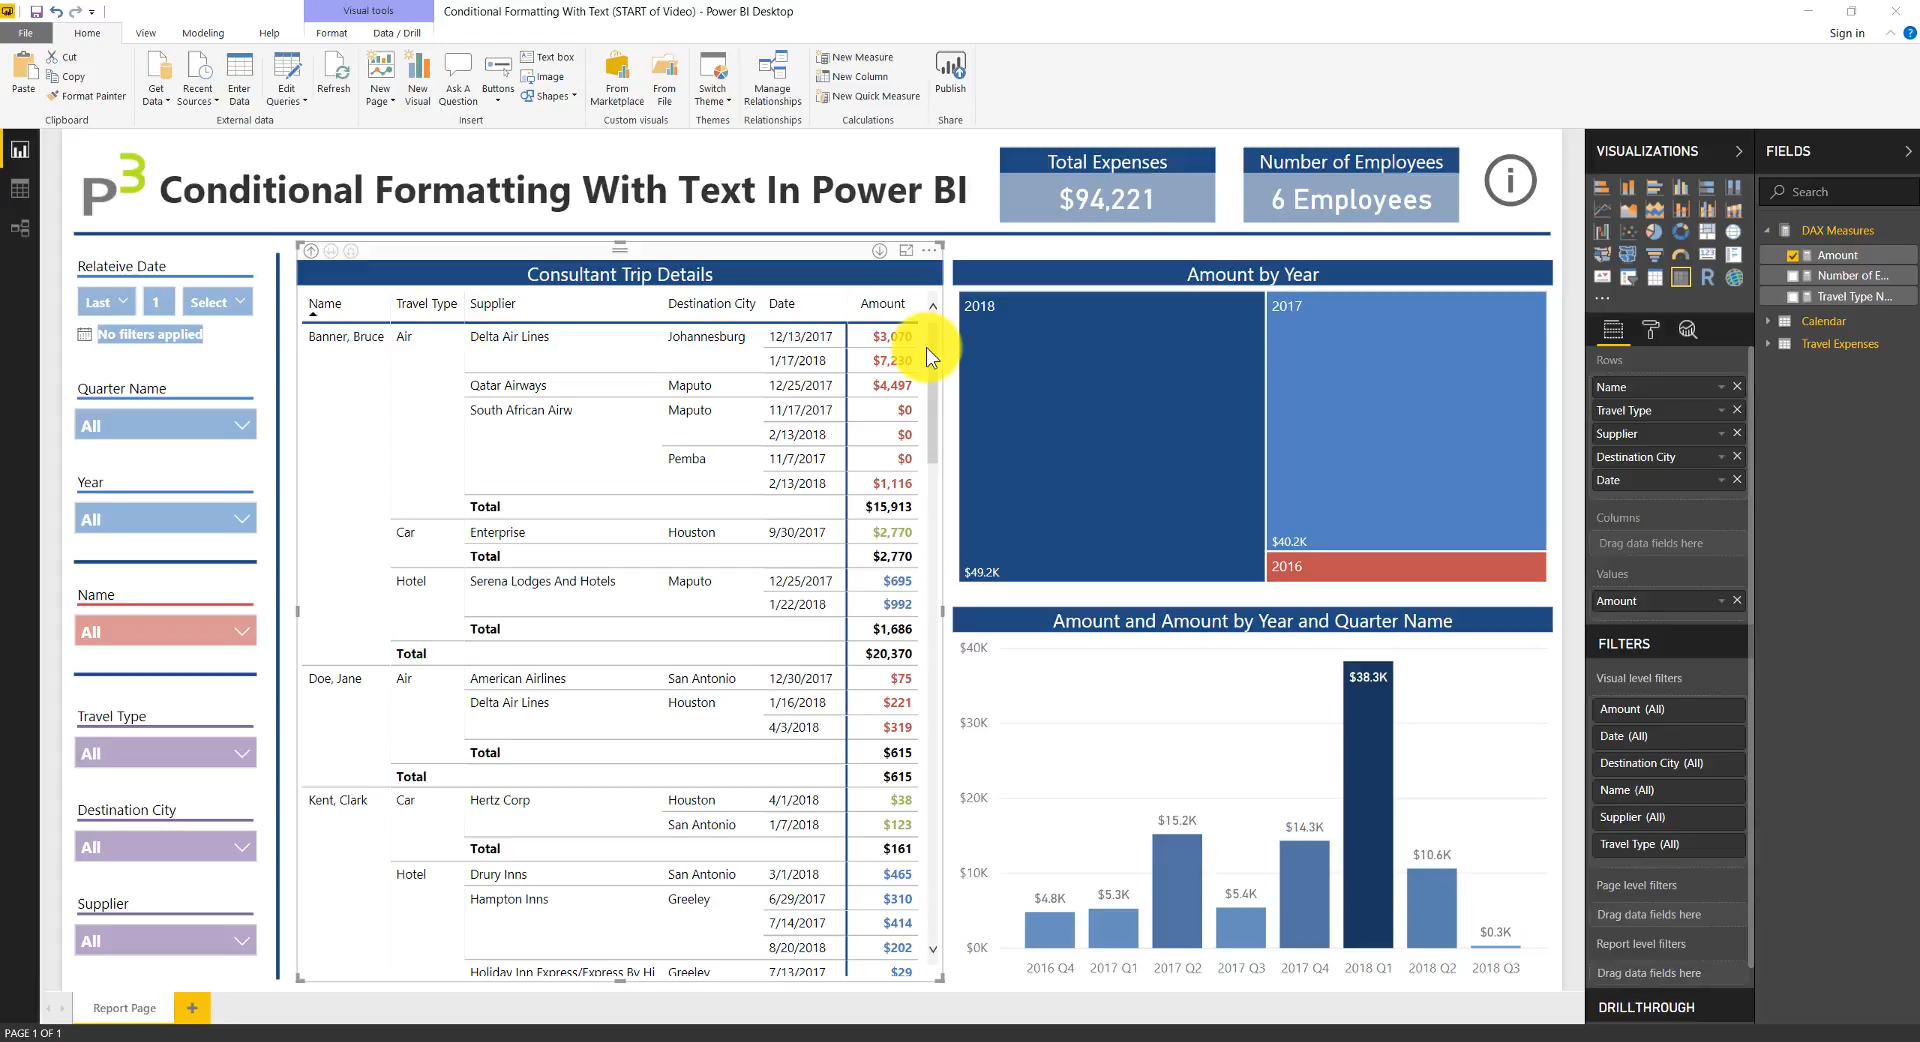 Visual tools
Conditional Formatting With Text (START of Video) - Power BI Desktop
File Home View Modeling Help Format Data / Drill Sign in
Paste
Cut
Copy
Format Painter
Clipboard
Get Data
Recent Sources
Enter Data
Edit Queries
Refresh
External data
New Page
New Visual
Ask A Question
Buttons
Text box
Image
Shapes
Insert
From Marketplace
From File
Custom visuals
Switch Theme
Themes
Manage Relationships
Relationships
New Measure
New Column
New Quick Measure
Calculations
Publish
Share
p3 Conditional Formatting With Text In Power BI
Total Expenses
$94,221
Number of Employees
6 Employees
i
Relateive Date
Last 1 Select
No filters applied
Quarter Name
All
Year
All
Name
All
Travel Type
All
Destination City
All
Supplier
All
Consultant Trip Details
Name Travel Type Supplier Destination City Date Amount
Banner, Bruce Air Delta Air Lines Johannesburg 12/13/2017 $3,070
1/17/2018 $7,230
Qatar Airways Maputo 12/25/2017 $4,497
South African Airw Maputo 11/17/2017 $0
2/13/2018 $0
Pemba 11/7/2017 $0
2/13/2018 $1,116
Total $15,913
Car Enterprise Houston 9/30/2017 $2,770
Total $2,770
Hotel Serena Lodges And Hotels Maputo 12/25/2017 $695
1/22/2018 $992
Total $1,686
Total $20,370
Doe, Jane Air American Airlines San Antonio 12/30/2017 $75
Delta Air Lines Houston 1/16/2018 $221
4/3/2018 $319
Total $615
Total $615
Kent, Clark Car Hertz Corp Houston 4/1/2018 $38
San Antonio 1/7/2018 $123
Total $161
Hotel Drury Inns San Antonio 3/1/2018 $465
Hampton Inns Greeley 6/29/2017 $310
7/14/2017 $414
8/20/2018 $202
Holiday Inn Express/Express By Hi Greeley 7/13/2017 $29
Amount by Year
2018
$49.2K
2017
$40.2K
2016
Amount and Amount by Year and Quarter Name
$40K
$30K
$20K
$10K
$0K
$4.8K $5.3K $15.2K $5.4K $14.3K $38.3K $10.6K $0.3K
2016 Q4 2017 Q1 2017 Q2 2017 Q3 2017 Q4 2018 Q1 2018 Q2 2018 Q3
VISUALIZATIONS
R
Rows
Name
Travel Type
Supplier
Destination City
Date
Columns
Drag data fields here
Values
Amount
FILTERS
Visual level filters
Amount (All)
Date (All)
Destination City (All)
Name (All)
Supplier (All)
Travel Type (All)
Page level filters
Drag data fields here
Report level filters
Drag data fields here
DRILLTHROUGH
FIELDS
Search
DAX Measures
Amount
Number of E...
Travel Type N...
Calendar
Travel Expenses
Report Page
PAGE 1 OF 1